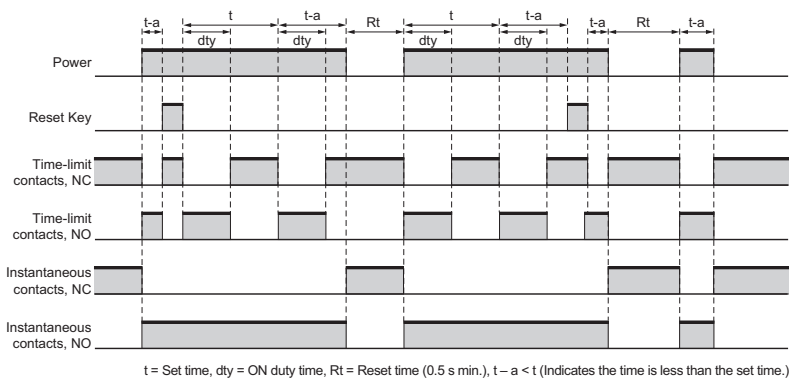 t-a t t-a Rt t t-a t-a Rt t-a
dty dty dty dty
Power
Reset Key
Time-limit
contacts, NC
Time-limit
contacts, NO
Instantaneous
contacts, NC
Instantaneous
contacts, NO
t = Set time, dty = ON duty time, Rt = Reset time (0.5 s min.), t – a < t (Indicates the time is less than the set time.)